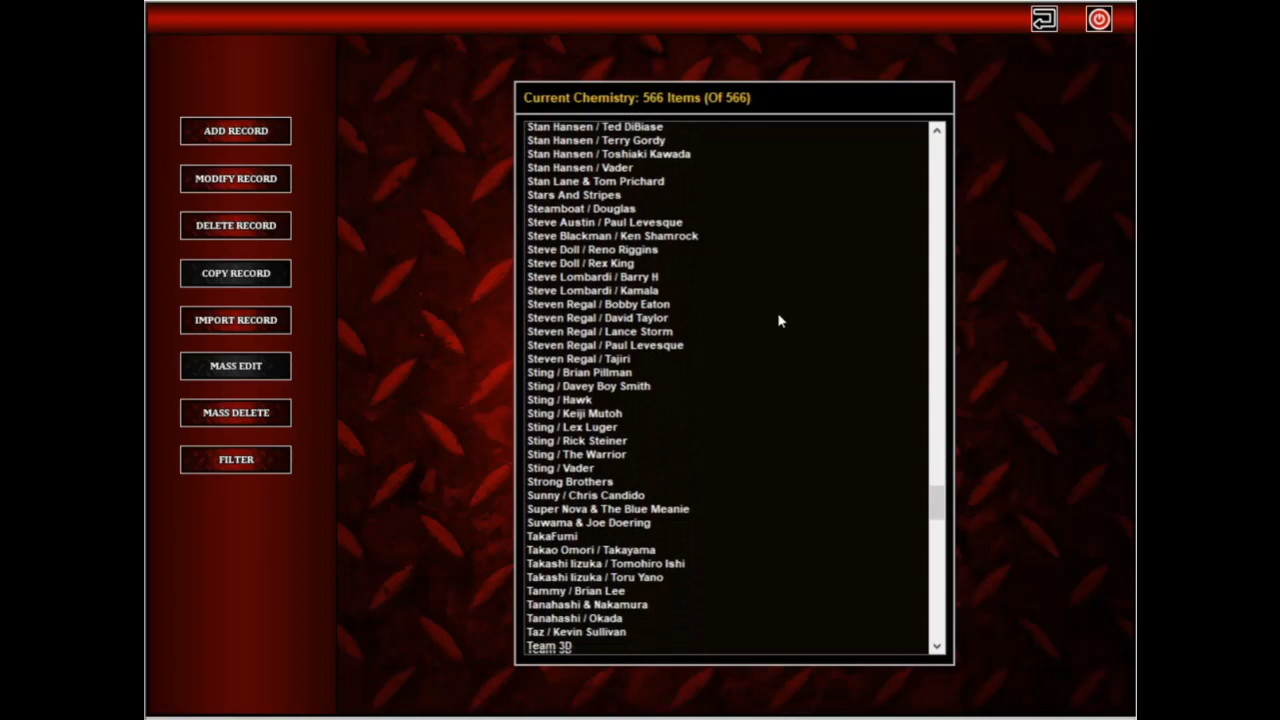 ADD RECORD
MODIFY RECORD
DELETE RECORD
COPY RECORD
IMPORT RECORD
MASS EDIT
MASS DELETE
FILTER
Current Chemistry: 566 Items (Of 566)
Stan Hansen / Ted DiBiase
Stan Hansen / Terry Gordy
Stan Hansen / Toshiaki Kawada
Stan Hansen / Vader
Stan Lane & Tom Prichard
Stars And Stripes
Steamboat / Douglas
Steve Austin / Paul Levesque
Steve Blackman / Ken Shamrock
Steve Doll / Reno Riggins
Steve Doll / Rex King
Steve Lombardi / Barry H
Steve Lombardi / Kamala
Steven Regal / Bobby Eaton
Steven Regal / David Taylor
Steven Regal / Lance Storm
Steven Regal / Paul Levesque
Steven Regal / Tajiri
Sting / Brian Pillman
Sting / Davey Boy Smith
Sting / Hawk
Sting / Keiji Mutoh
Sting / Lex Luger
Sting / Rick Steiner
Sting / The Warrior
Sting / Vader
Strong Brothers
Sunny / Chris Candido
Super Nova & The Blue Meanie
Suwama & Joe Doering
TakaFumi
Takao Omori / Takayama
Takashi Iizuka / Tomohiro Ishi
Takashi Iizuka / Toru Yano
Tammy / Brian Lee
Tanahashi & Nakamura
Tanahashi / Okada
Taz / Kevin Sullivan
Team 3D